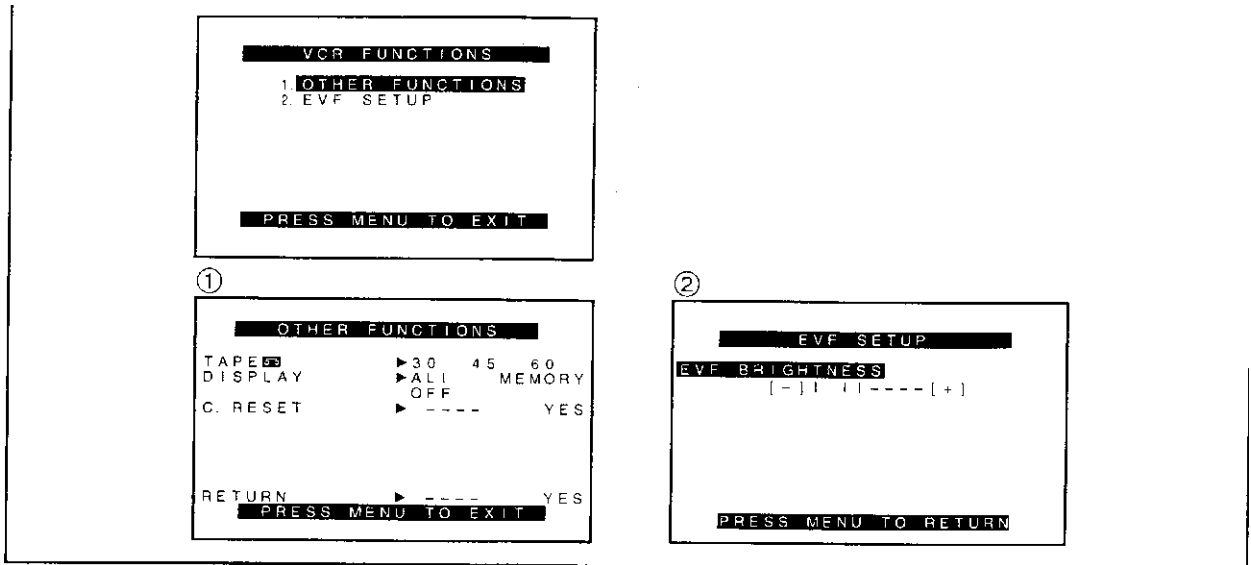 VCR FUNCTIONS
1. OTHER FUNCTIONS
2. EVF SETUP
PRESS MENU TO EXIT
①
OTHER FUNCTIONS
TAPE ►30 45 60
DISPLAY ►ALL MEMORY
OFF
C. RESET ► ---- YES
RETURN ► ---- YES
PRESS MENU TO EXIT
②
EVF SETUP
EVF BRIGHTNESS
[-]||||----[+]
PRESS MENU TO RETURN